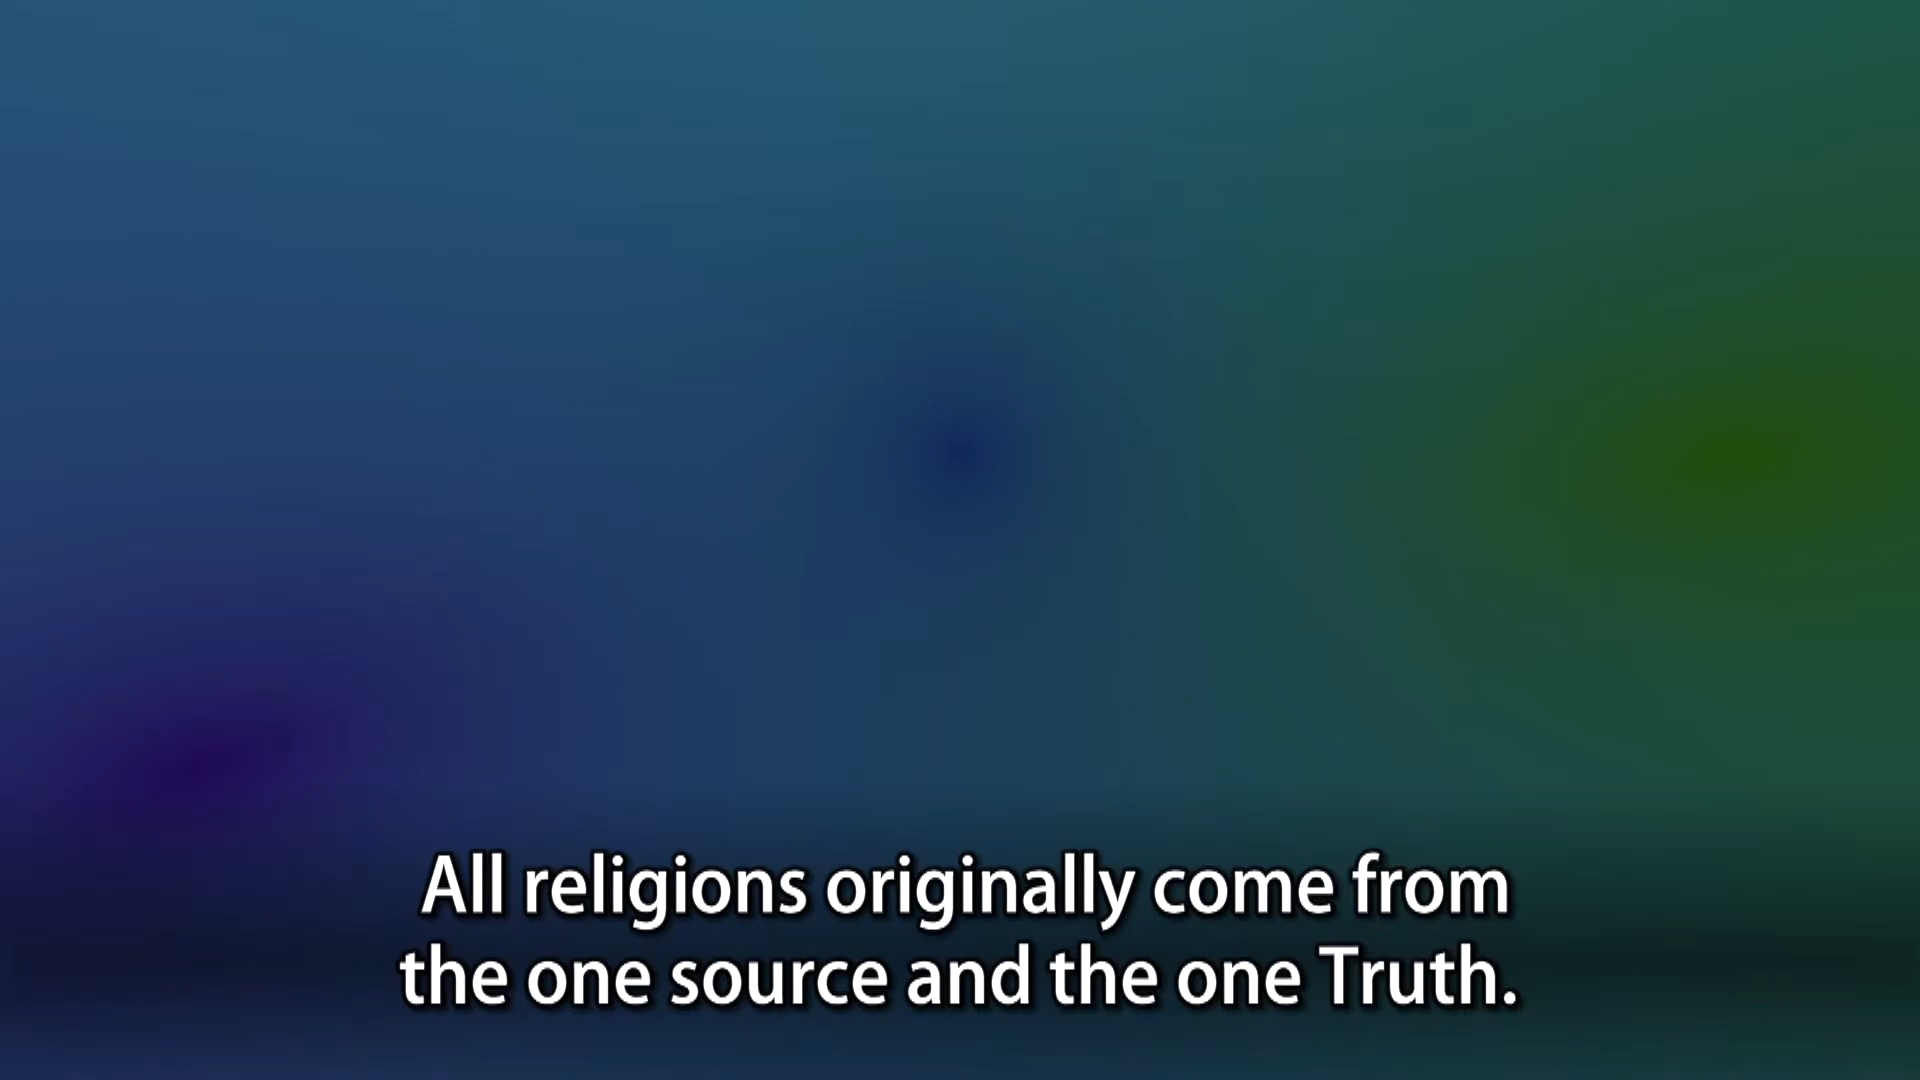 All religions originally come from
the one source and the one Truth.